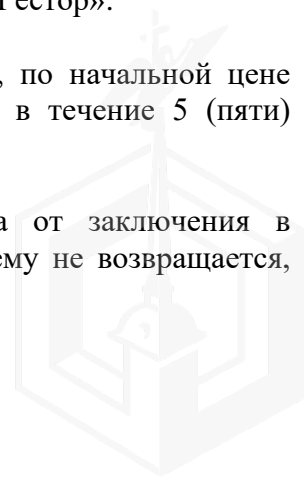 Гестор».
, по начальной цене
в течение 5 (пяти)
а от заключения в
ему не возвращается,